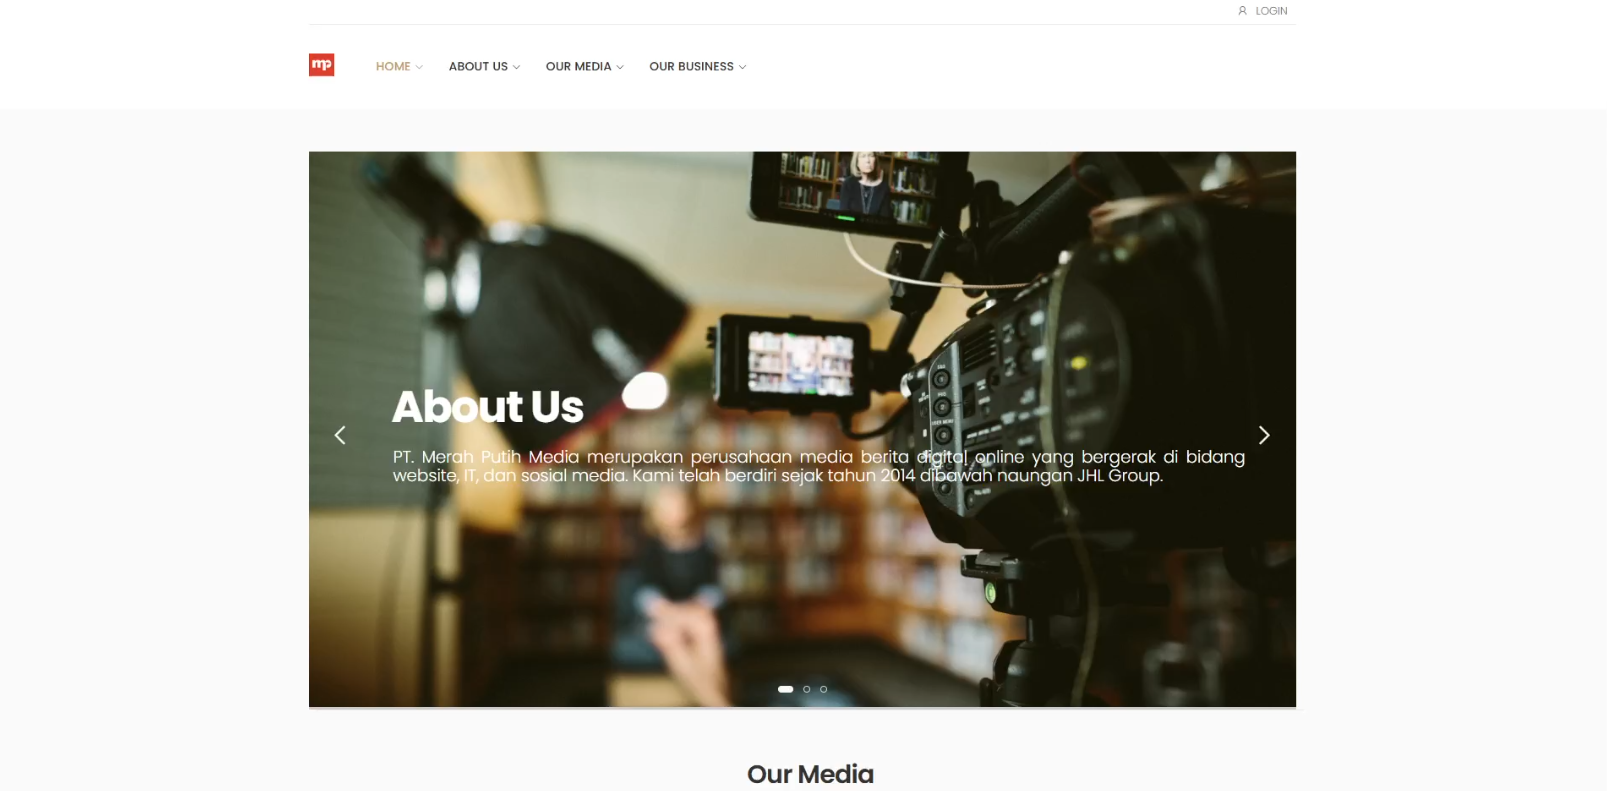 LOGIN
mp
HOME
ABOUT US
OUR MEDIA
OUR BUSINESS
About Us
PT. Merah Putih Media merupakan perusahaan media berita digital online yang bergerak di bidang
website, IT, dan sosial media. Kami telah berdiri sejak tahun 2014 dibawah naungan JHL Group.
Our Media